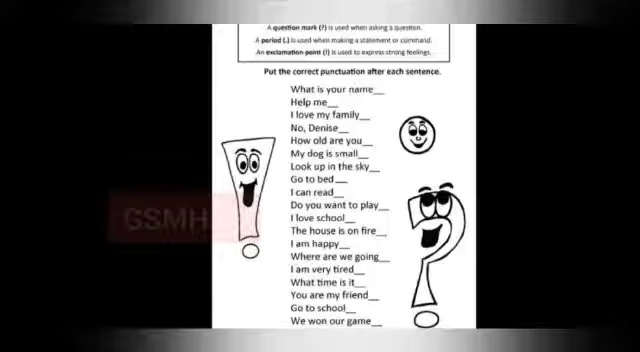 A question mark (?) is used when asking a question.
A period (.) is used when making a statement or command.
An exclamation point (!) is used to express strong feelings.
Put the correct punctuation after each sentence.
What is your name__
Help me__
I love my family__
No, Denise__
How old are you__
My dog is small__
Look up in the sky__
Go to bed__
I can read__
Do you want to play__
I love school__
The house is on fire__
I am happy__
Where are we going__
I am very tired__
What time is it__
You are my friend__
Go to school__
We won our game__
GSMH